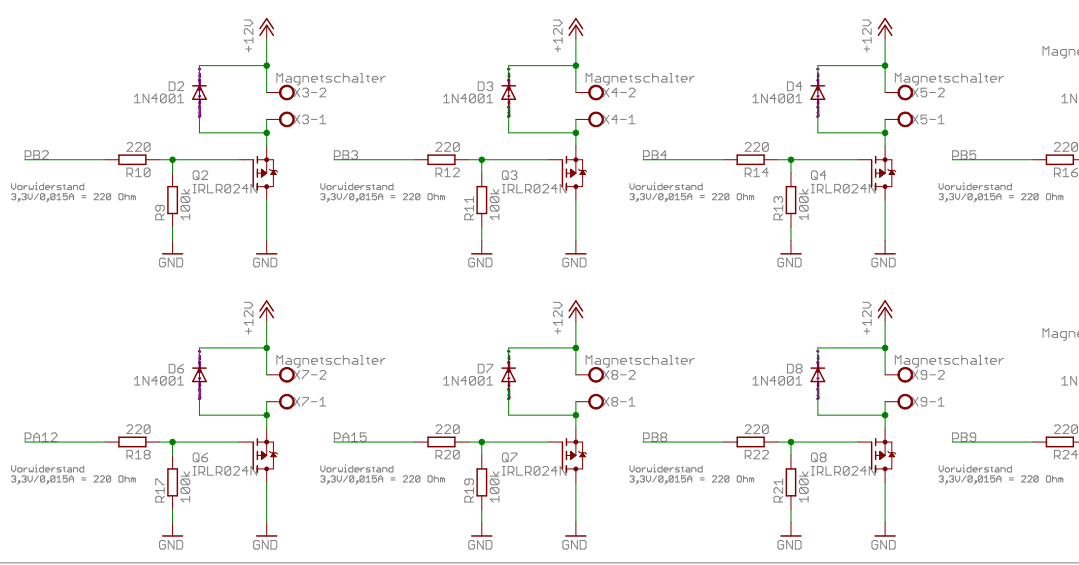 +12V
D2
1N4001
Magnetschalter
X3-2
X3-1
PB2
220
R10
Vorwiderstand
3,3V/0,015A = 220 Ohm
R9
100k
Q2
IRLR024N
GND
GND
+12V
D3
1N4001
Magnetschalter
X4-2
X4-1
PB3
220
R12
Vorwiderstand
3,3V/0,015A = 220 Ohm
R11
100k
Q3
IRLR024N
GND
GND
+12V
D4
1N4001
Magnetschalter
X5-2
X5-1
PB4
220
R14
Vorwiderstand
3,3V/0,015A = 220 Ohm
R13
100k
Q4
IRLR024N
GND
GND
Magne
1N
PB5
220
R16
Vorwiderstand
3,3V/0,015A = 220 Ohm
+12V
D6
1N4001
Magnetschalter
X7-2
X7-1
PA12
220
R18
Vorwiderstand
3,3V/0,015A = 220 Ohm
R17
100k
Q6
IRLR024N
GND
GND
+12V
D7
1N4001
Magnetschalter
X8-2
X8-1
PA15
220
R20
Vorwiderstand
3,3V/0,015A = 220 Ohm
R19
100k
Q7
IRLR024N
GND
GND
+12V
D8
1N4001
Magnetschalter
X9-2
X9-1
PB8
220
R22
Vorwiderstand
3,3V/0,015A = 220 Ohm
R21
100k
Q8
IRLR024N
GND
GND
Magne
1N
PB9
220
R24
Vorwiderstand
3,3V/0,015A = 220 Ohm